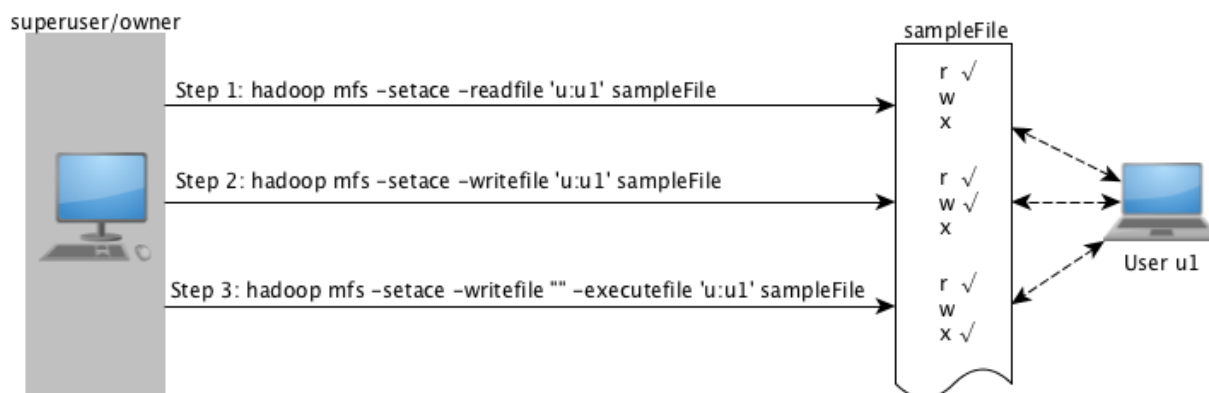 superuser/owner
sampleFile
Step 1: hadoop mfs -setace -readfile 'u:u1' sampleFile
r √
w
x
Step 2: hadoop mfs -setace -writefile 'u:u1' sampleFile
r √
w √
x
User u1
Step 3: hadoop mfs -setace -writefile "" -executefile 'u:u1' sampleFile
r √
w
x √